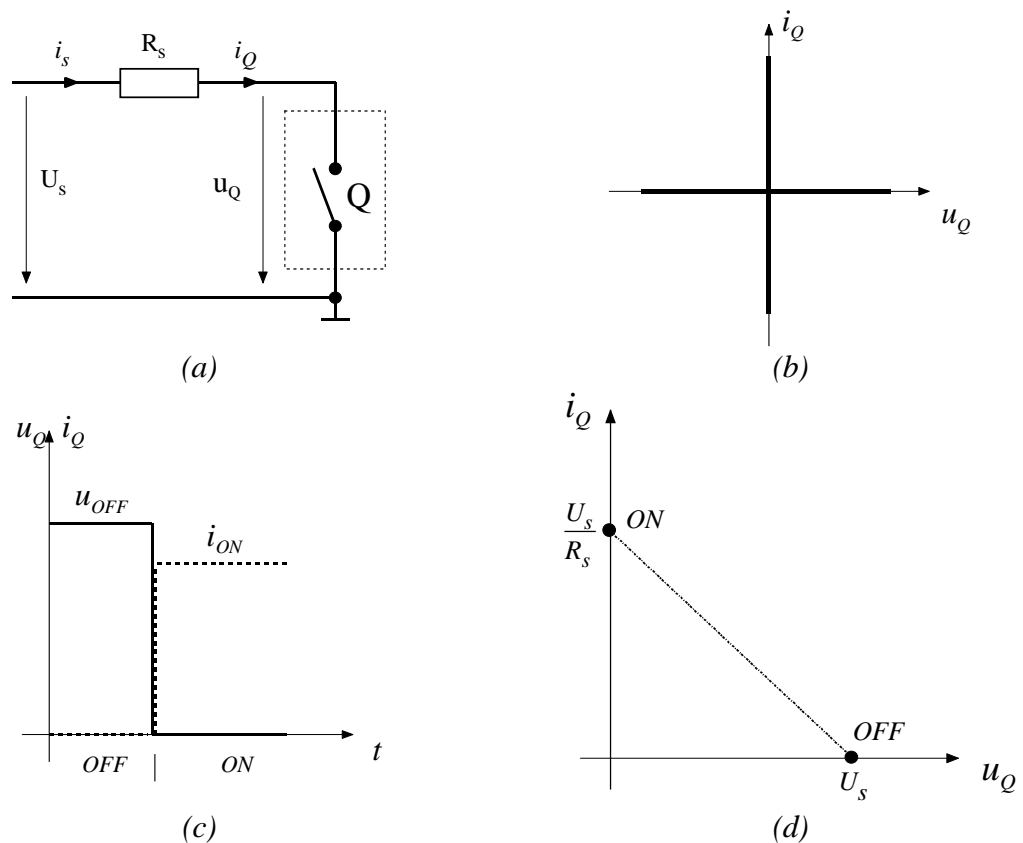 i_s R_s i_Q
U_s u_Q Q
(a)
i_Q
u_Q
(b)
u_Q i_Q
u_OFF
i_ON
OFF | ON t
(c)
i_Q
U_s/R_s ON
OFF
U_s u_Q
(d)